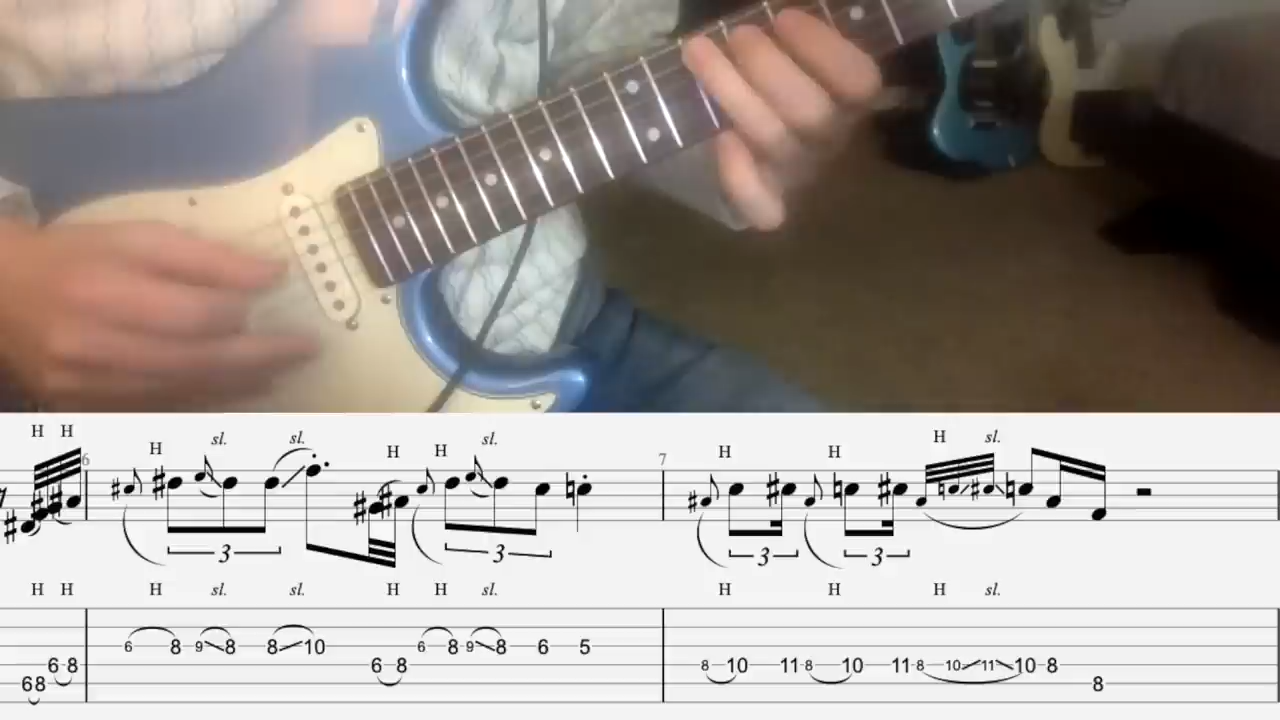 H H H sl. sl. H H sl. H H H sl.
6 7
3 3 3 3
H H H sl. sl. H H sl. H H H sl.
6 8 9 8 8 10 6 8 9 8 6 5
6 8 6 8 8 10 11 8 10 11 8 10 11 10 8
6 8 8